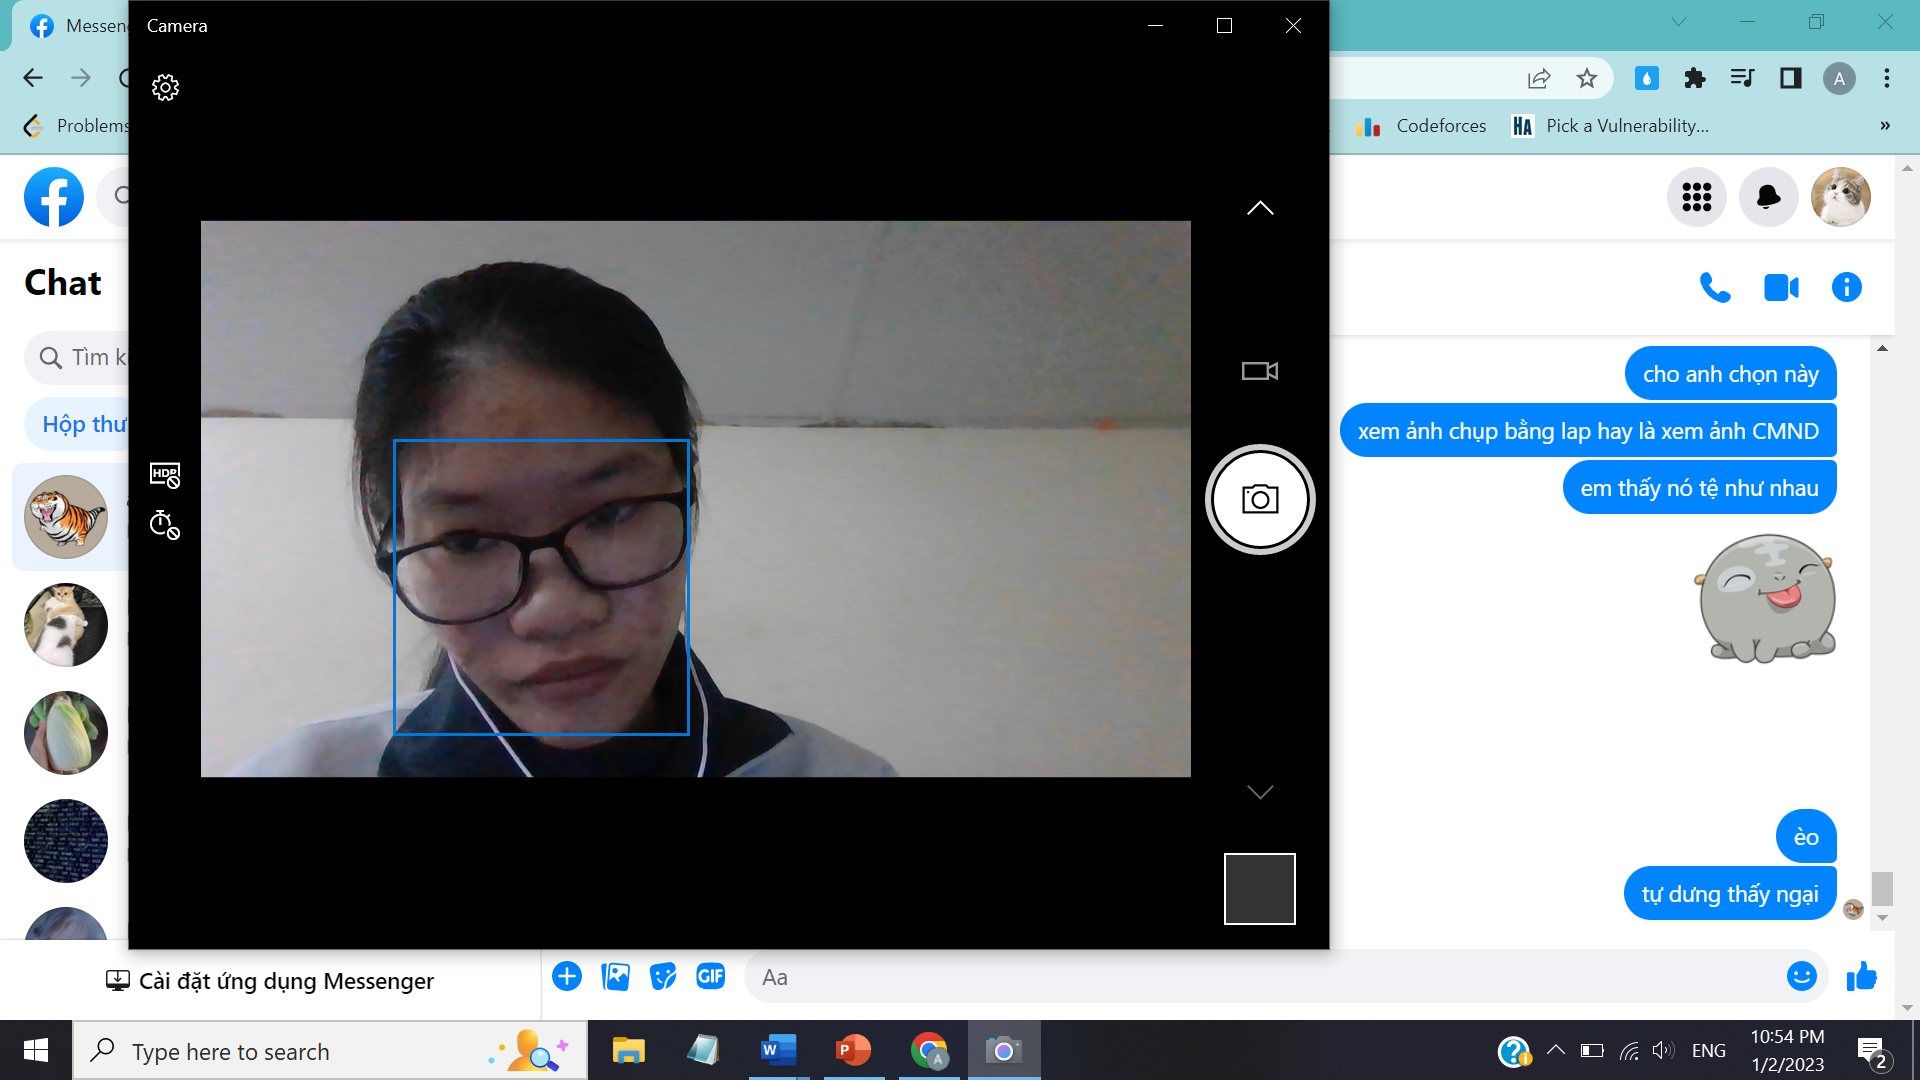 Messen
Camera
Problems
Codeforces
HA
Pick a Vulnerability...
»
A
Chat
Tìm ki
Hộp thư
HDR
cho anh chọn này
xem ảnh chụp bằng lap hay là xem ảnh CMND
em thấy nó tệ như nhau
èo
tự dưng thấy ngại
Cài đặt ứng dụng Messenger
GIF
Aa
Type here to search
W
P
A
ENG
10:54 PM
1/2/2023
2